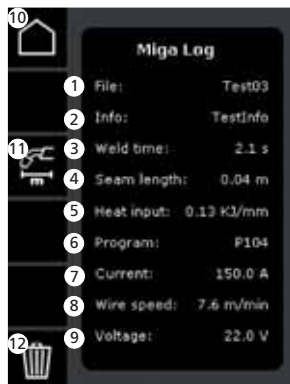 10
Miga Log
1 File: Test03
2 Info: TestInfo
11
3 Weld time: 2.1 s
4 Seam length: 0.04 m
m
5 Heat input: 0.13 KJ/mm
6 Program: P104
7 Current: 150.0 A
8 Wire speed: 7.6 m/min
9 Voltage: 22.0 V
12